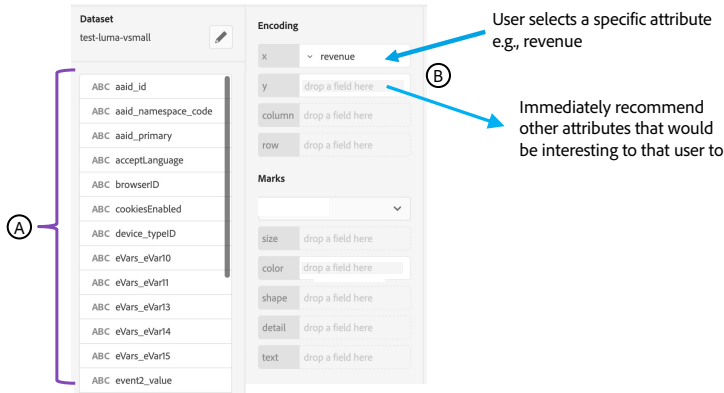 Dataset
test-luma-vsmall
A
ABC aaid_id
ABC aaid_namespace_code
ABC aaid_primary
ABC acceptLanguage
ABC browserID
ABC cookiesEnabled
ABC device_typeID
ABC eVars_eVar10
ABC eVars_eVar11
ABC eVars_eVar13
ABC eVars_eVar14
ABC eVars_eVar15
ABC event2_value
Encoding
x revenue
y drop a field here
column drop a field here
row drop a field here
Marks
size drop a field here
color drop a field here
shape drop a field here
detail drop a field here
text drop a field here
B
User selects a specific attribute
e.g., revenue
Immediately recommend
other attributes that would
be interesting to that user to